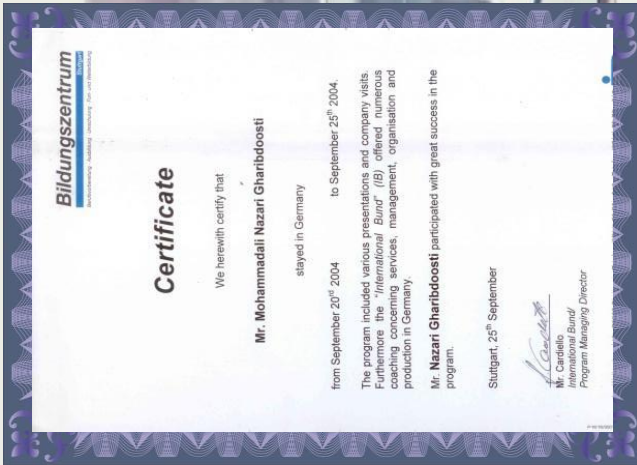 Bildungszentrum
Stuttgart
Certificate
We herewith certify that
Mr. Mohammadali Nazari Gharibdoosti
stayed in Germany
from September 20rd 2004 to September 25th 2004.
The program included various presentations and company visits.
Furthermore the "International Bund" (IB) offered numerous
coaching concerning services, management, organisation and
production in Germany.
Mr. Nazari Gharibdoosti participated with great success in the
program.
Stuttgart, 25th September
Mr. Cardiello
International Bund/
Program Managing Director